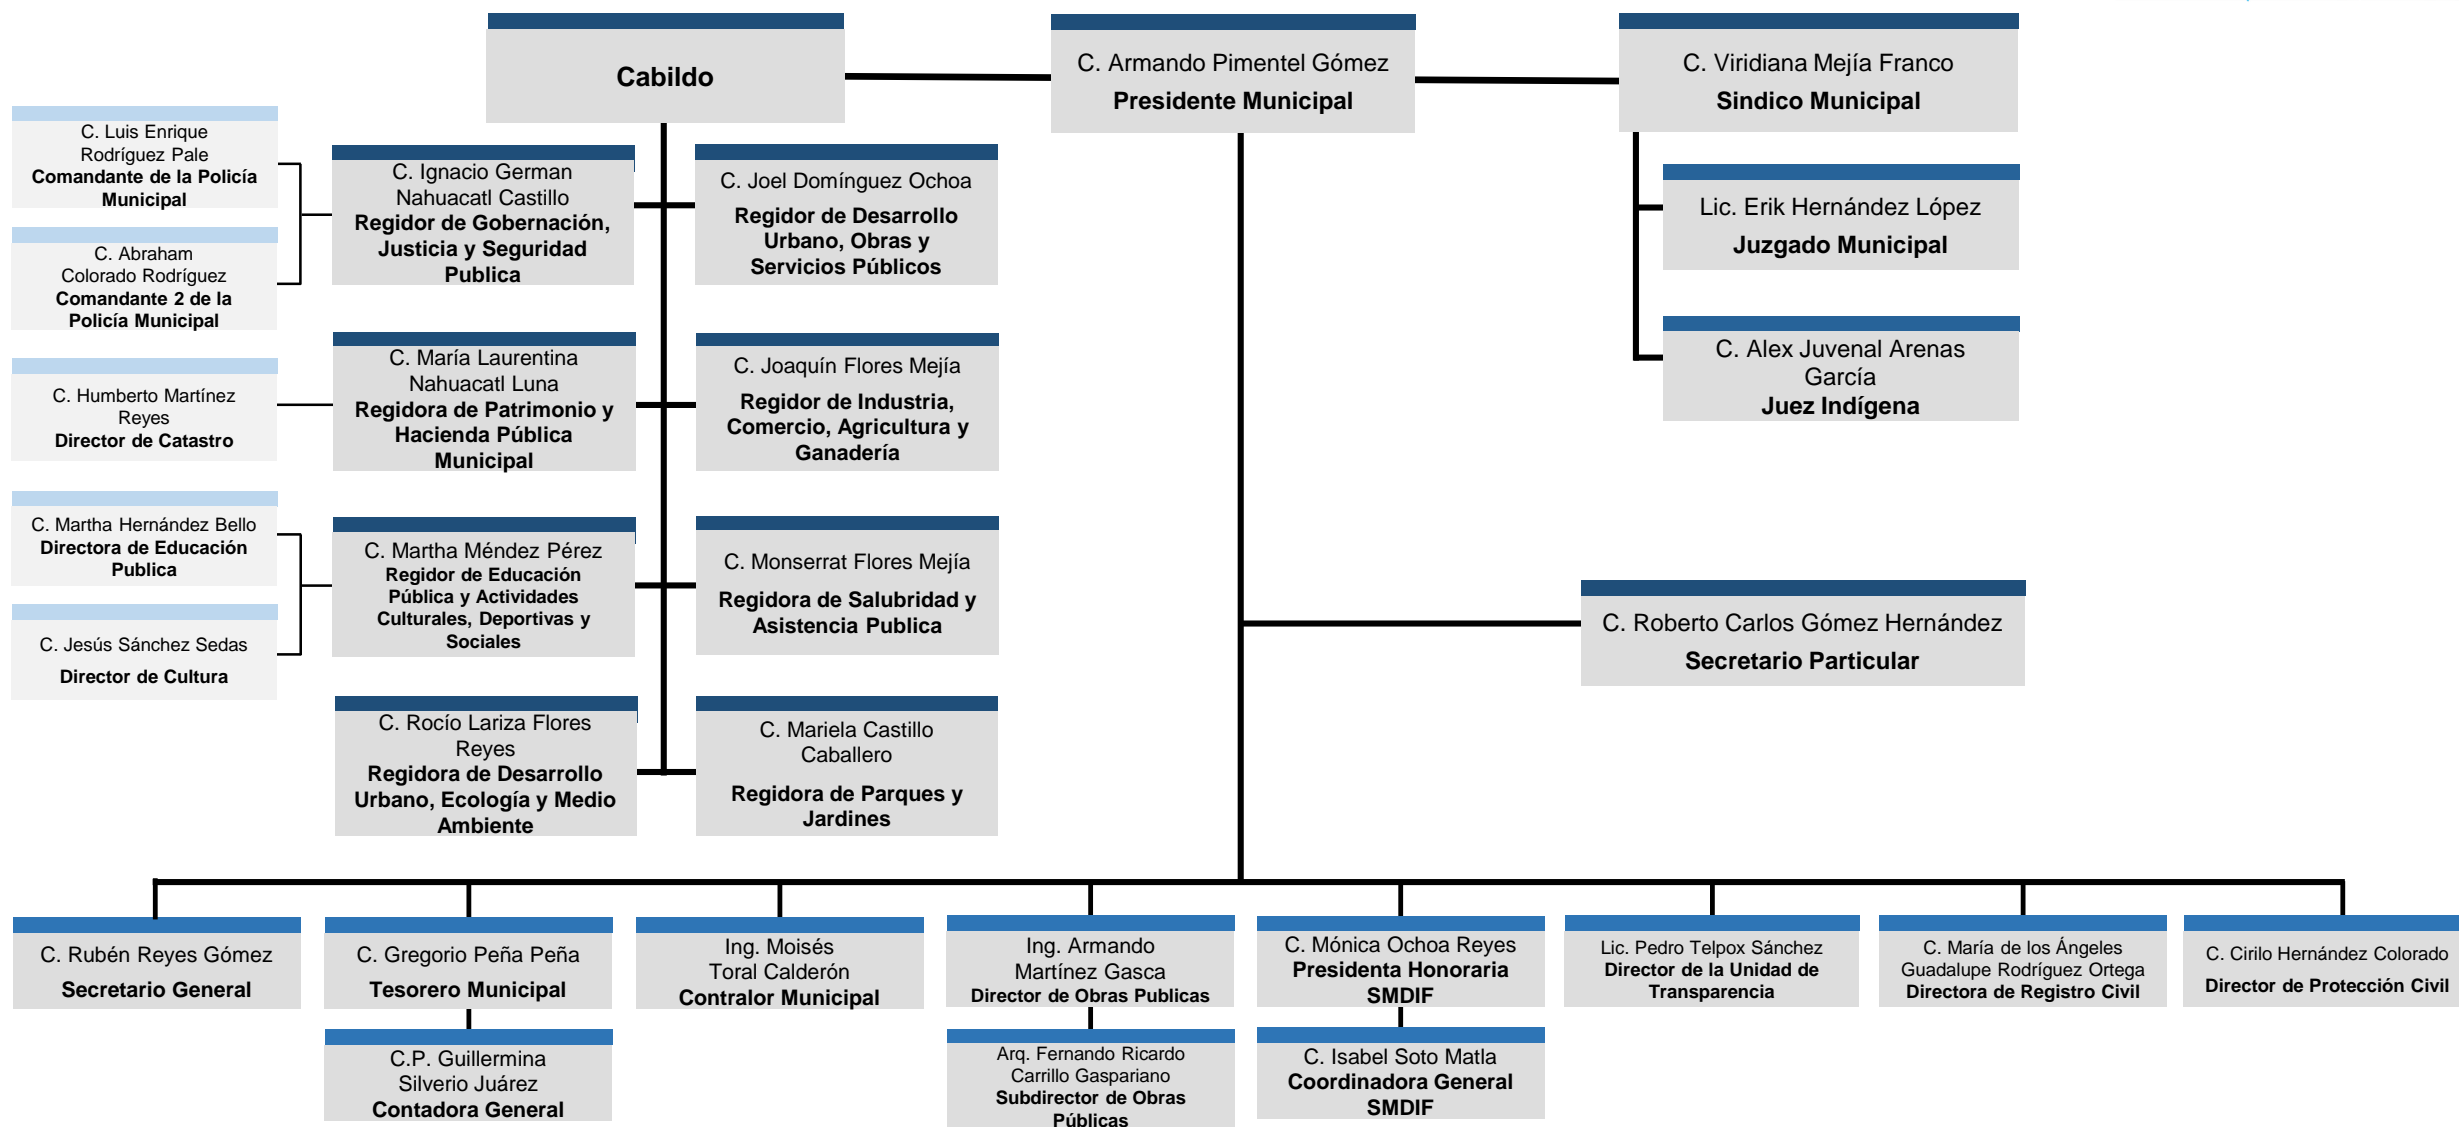 Cabildo
C. Armando Pimentel Gómez
Presidente Municipal
C. Viridiana Mejía Franco
Sindico Municipal
C. Luis Enrique
Rodríguez Pale
Comandante de la Policía
Municipal
C. Abraham
Colorado Rodríguez
Comandante 2 de la
Policía Municipal
C. Ignacio German
Nahuacatl Castillo
Regidor de Gobernación,
Justicia y Seguridad
Publica
C. Joel Domínguez Ochoa
Regidor de Desarrollo
Urbano, Obras y
Servicios Públicos
Lic. Erik Hernández López
Juzgado Municipal
C. Alex Juvenal Arenas
García
Juez Indígena
C. Humberto Martínez
Reyes
Director de Catastro
C. María Laurentina
Nahuacatl Luna
Regidora de Patrimonio y
Hacienda Pública
Municipal
C. Joaquín Flores Mejía
Regidor de Industria,
Comercio, Agricultura y
Ganadería
C. Martha Hernández Bello
Directora de Educación
Publica
C. Jesús Sánchez Sedas
Director de Cultura
C. Martha Méndez Pérez
Regidor de Educación
Pública y Actividades
Culturales, Deportivas y
Sociales
C. Monserrat Flores Mejía
Regidora de Salubridad y
Asistencia Publica
C. Roberto Carlos Gómez Hernández
Secretario Particular
C. Rocío Lariza Flores
Reyes
Regidora de Desarrollo
Urbano, Ecología y Medio
Ambiente
C. Mariela Castillo
Caballero
Regidora de Parques y
Jardines
C. Rubén Reyes Gómez
Secretario General
C. Gregorio Peña Peña
Tesorero Municipal
Ing. Moisés
Toral Calderón
Contralor Municipal
Ing. Armando
Martínez Gasca
Director de Obras Publicas
C. Mónica Ochoa Reyes
Presidenta Honoraria
SMDIF
Lic. Pedro Telpox Sánchez
Director de la Unidad de
Transparencia
C. María de los Ángeles
Guadalupe Rodríguez Ortega
Directora de Registro Civil
C. Cirilo Hernández Colorado
Director de Protección Civil
C.P. Guillermina
Silverio Juárez
Contadora General
Arq. Fernando Ricardo
Carrillo Gaspariano
Subdirector de Obras
Públicas
C. Isabel Soto Matla
Coordinadora General
SMDIF